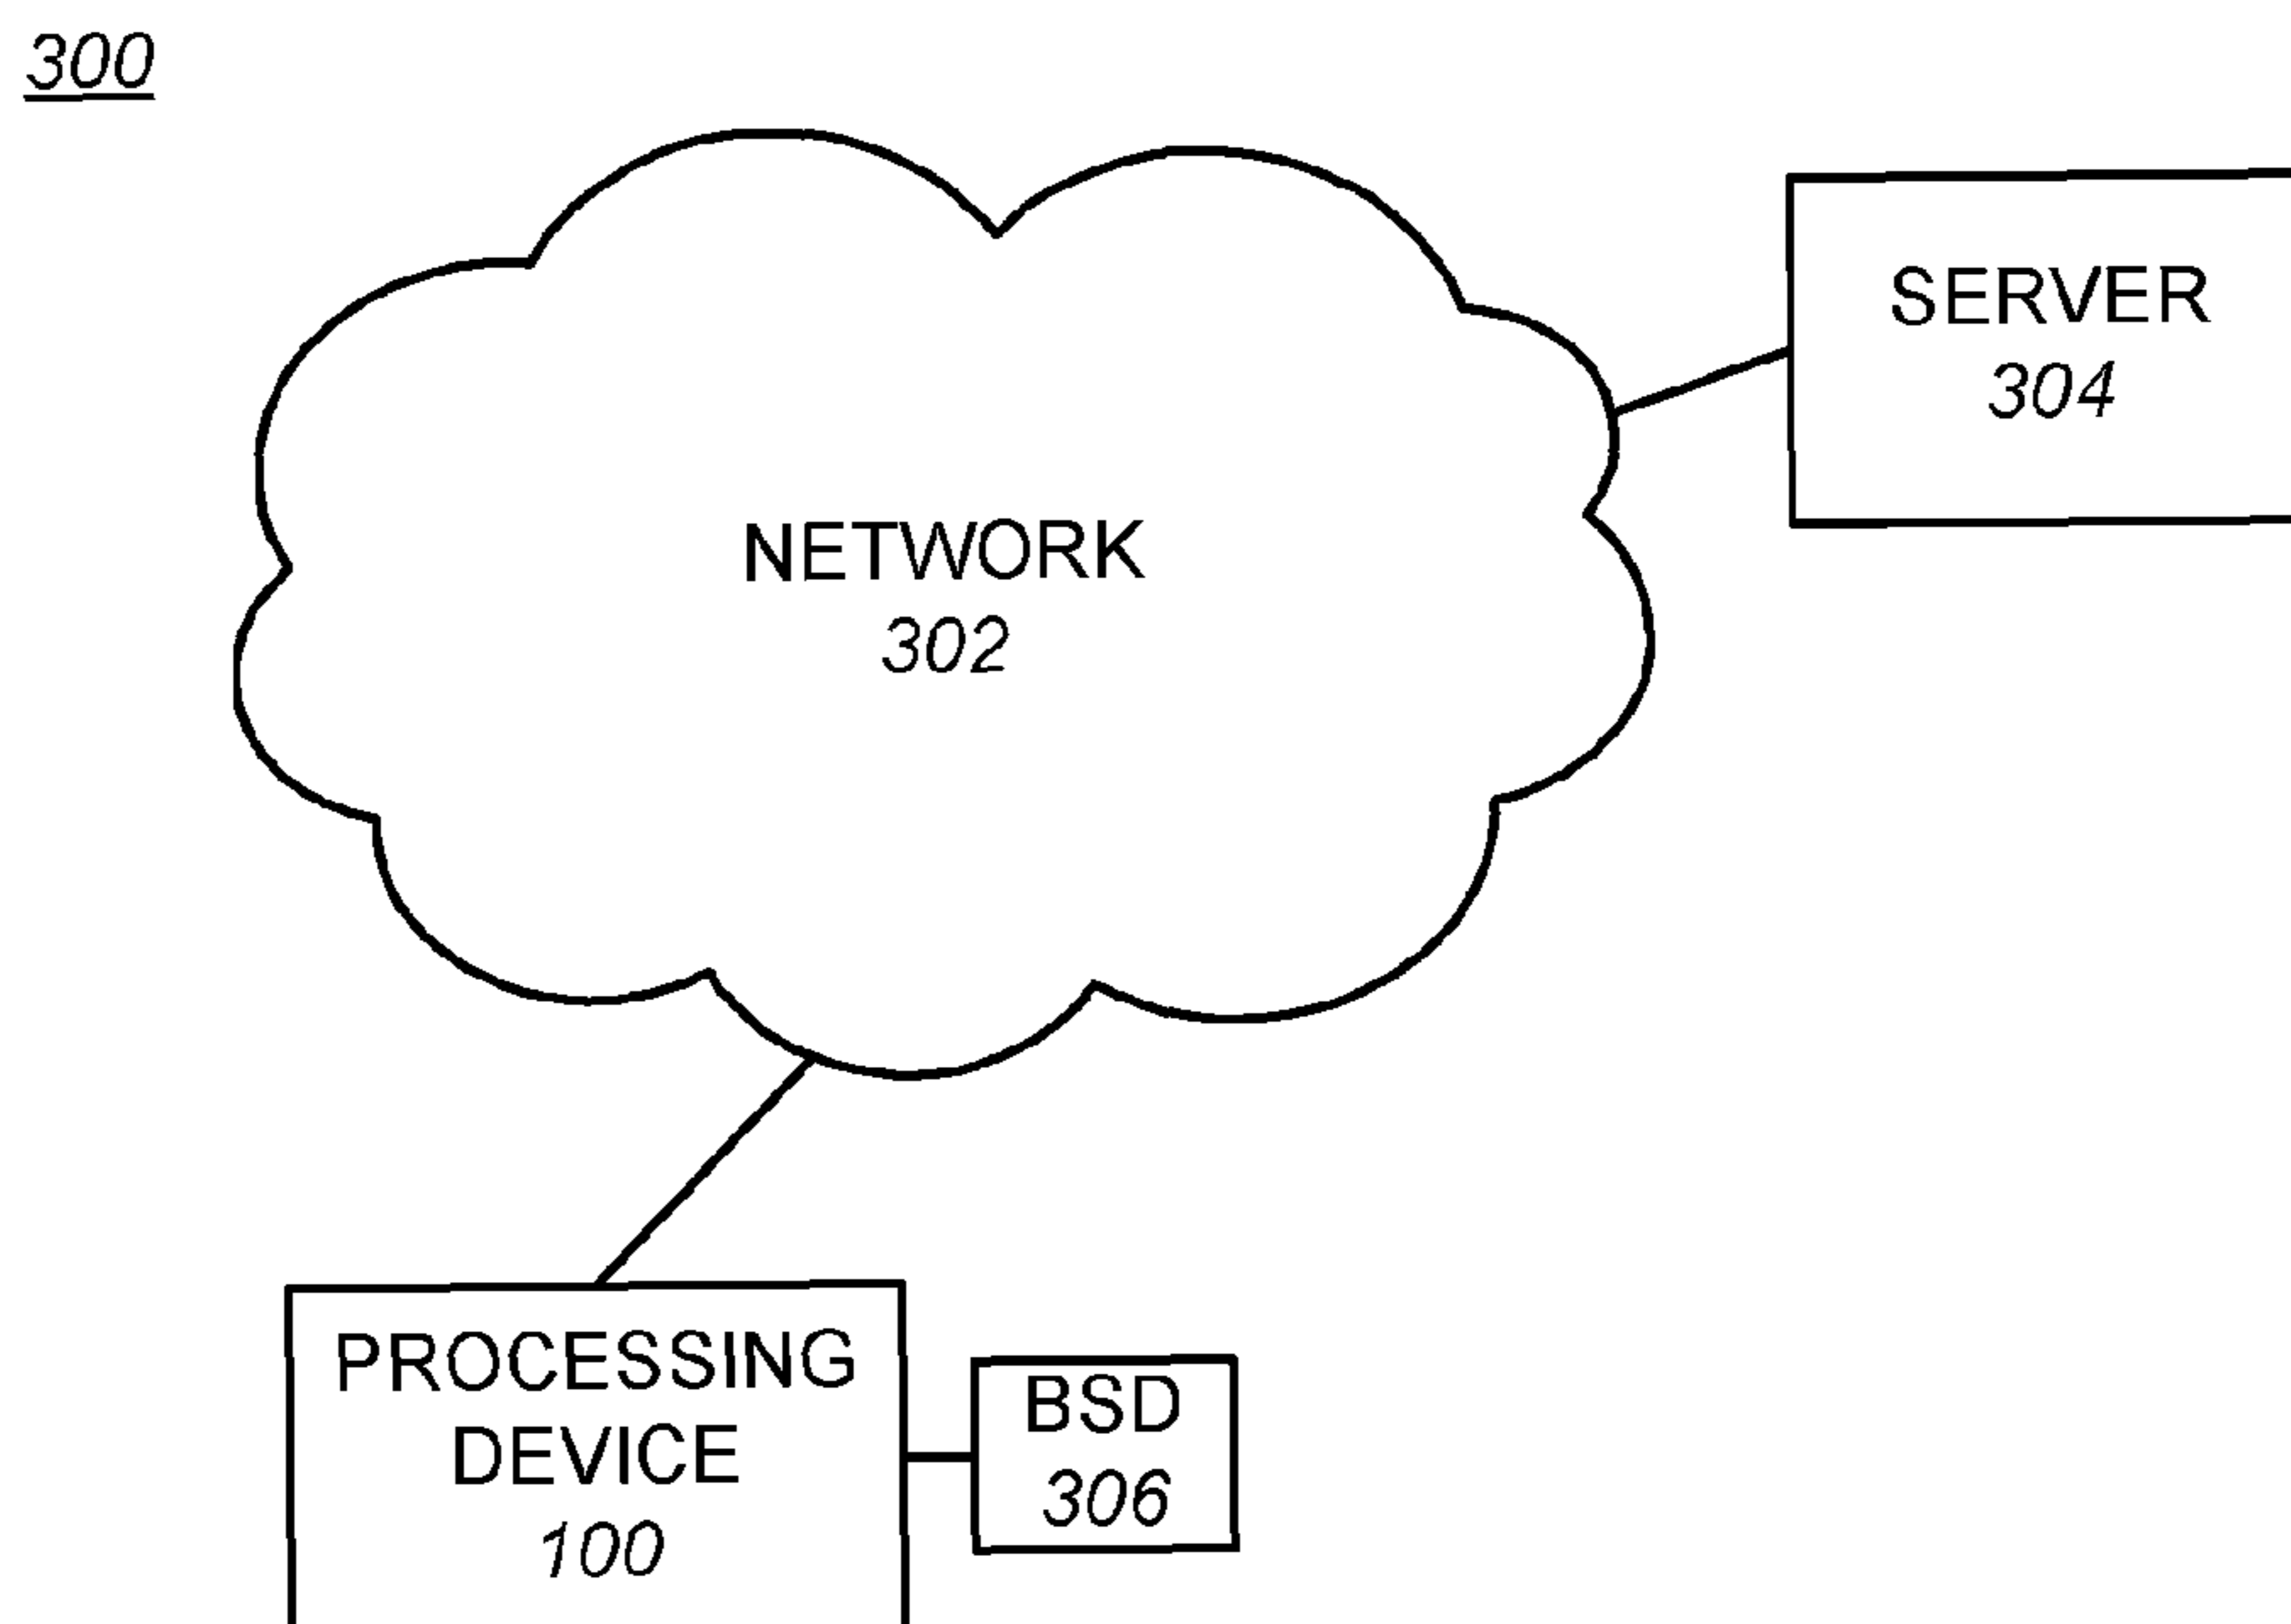 300
SERVER
304
NETWORK
302
PROCESSING
DEVICE
100
BSD
306